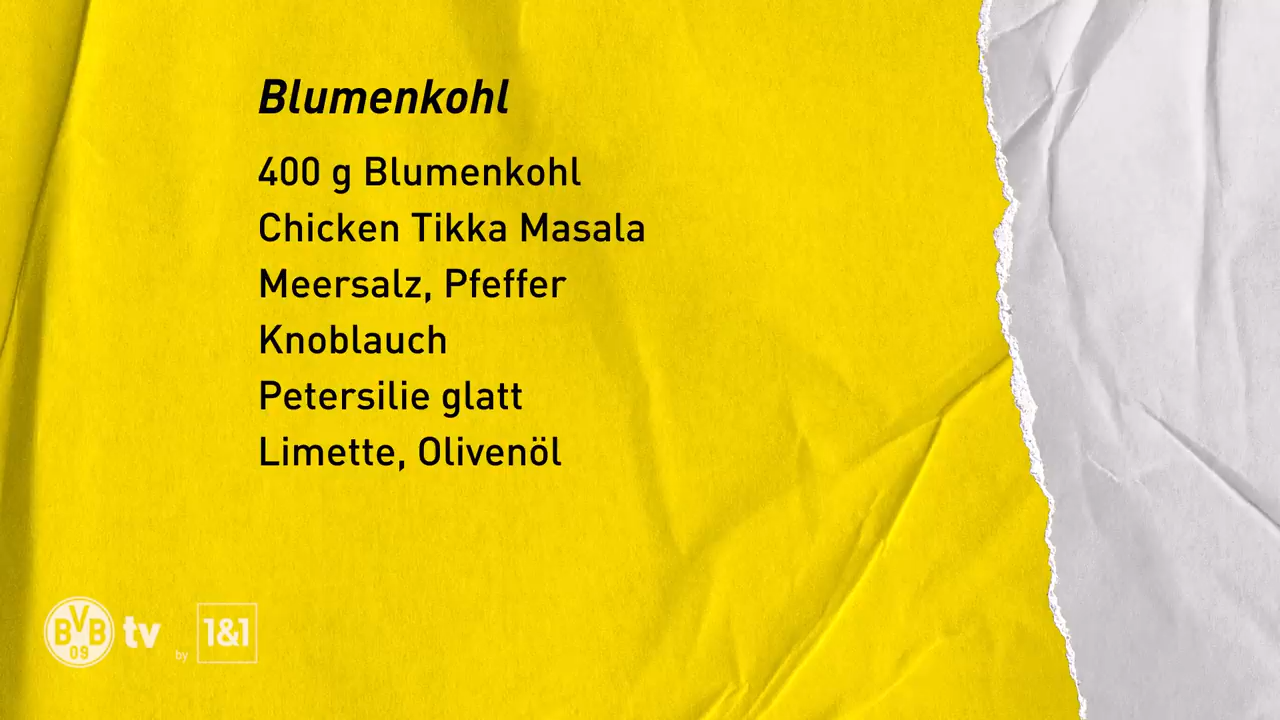 Blumenkohl
400 g Blumenkohl
Chicken Tikka Masala
Meersalz, Pfeffer
Knoblauch
Petersilie glatt
Limette, Olivenöl
BVB 09 tv by 1&1